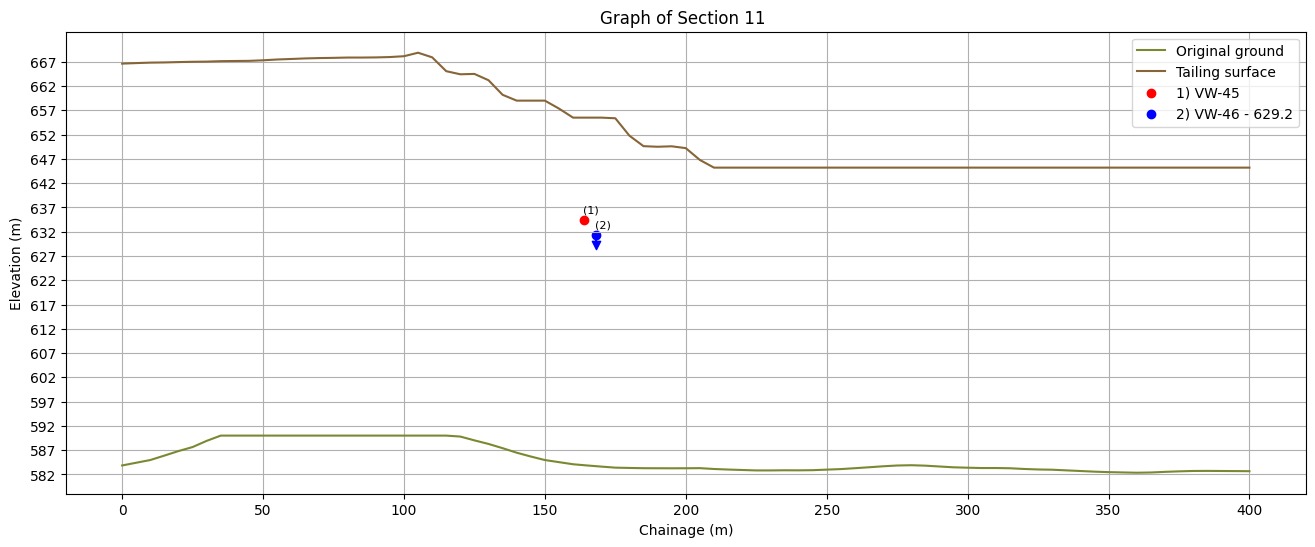 Graph of Section 11
Original ground
Tailing surface
1) VW-45
2) VW-46 - 629.2
Elevation (m)
667
662
657
652
647
642
637
632
627
622
617
612
607
602
597
592
587
582
(1)
(2)
0 50 100 150 200 250 300 350 400
Chainage (m)